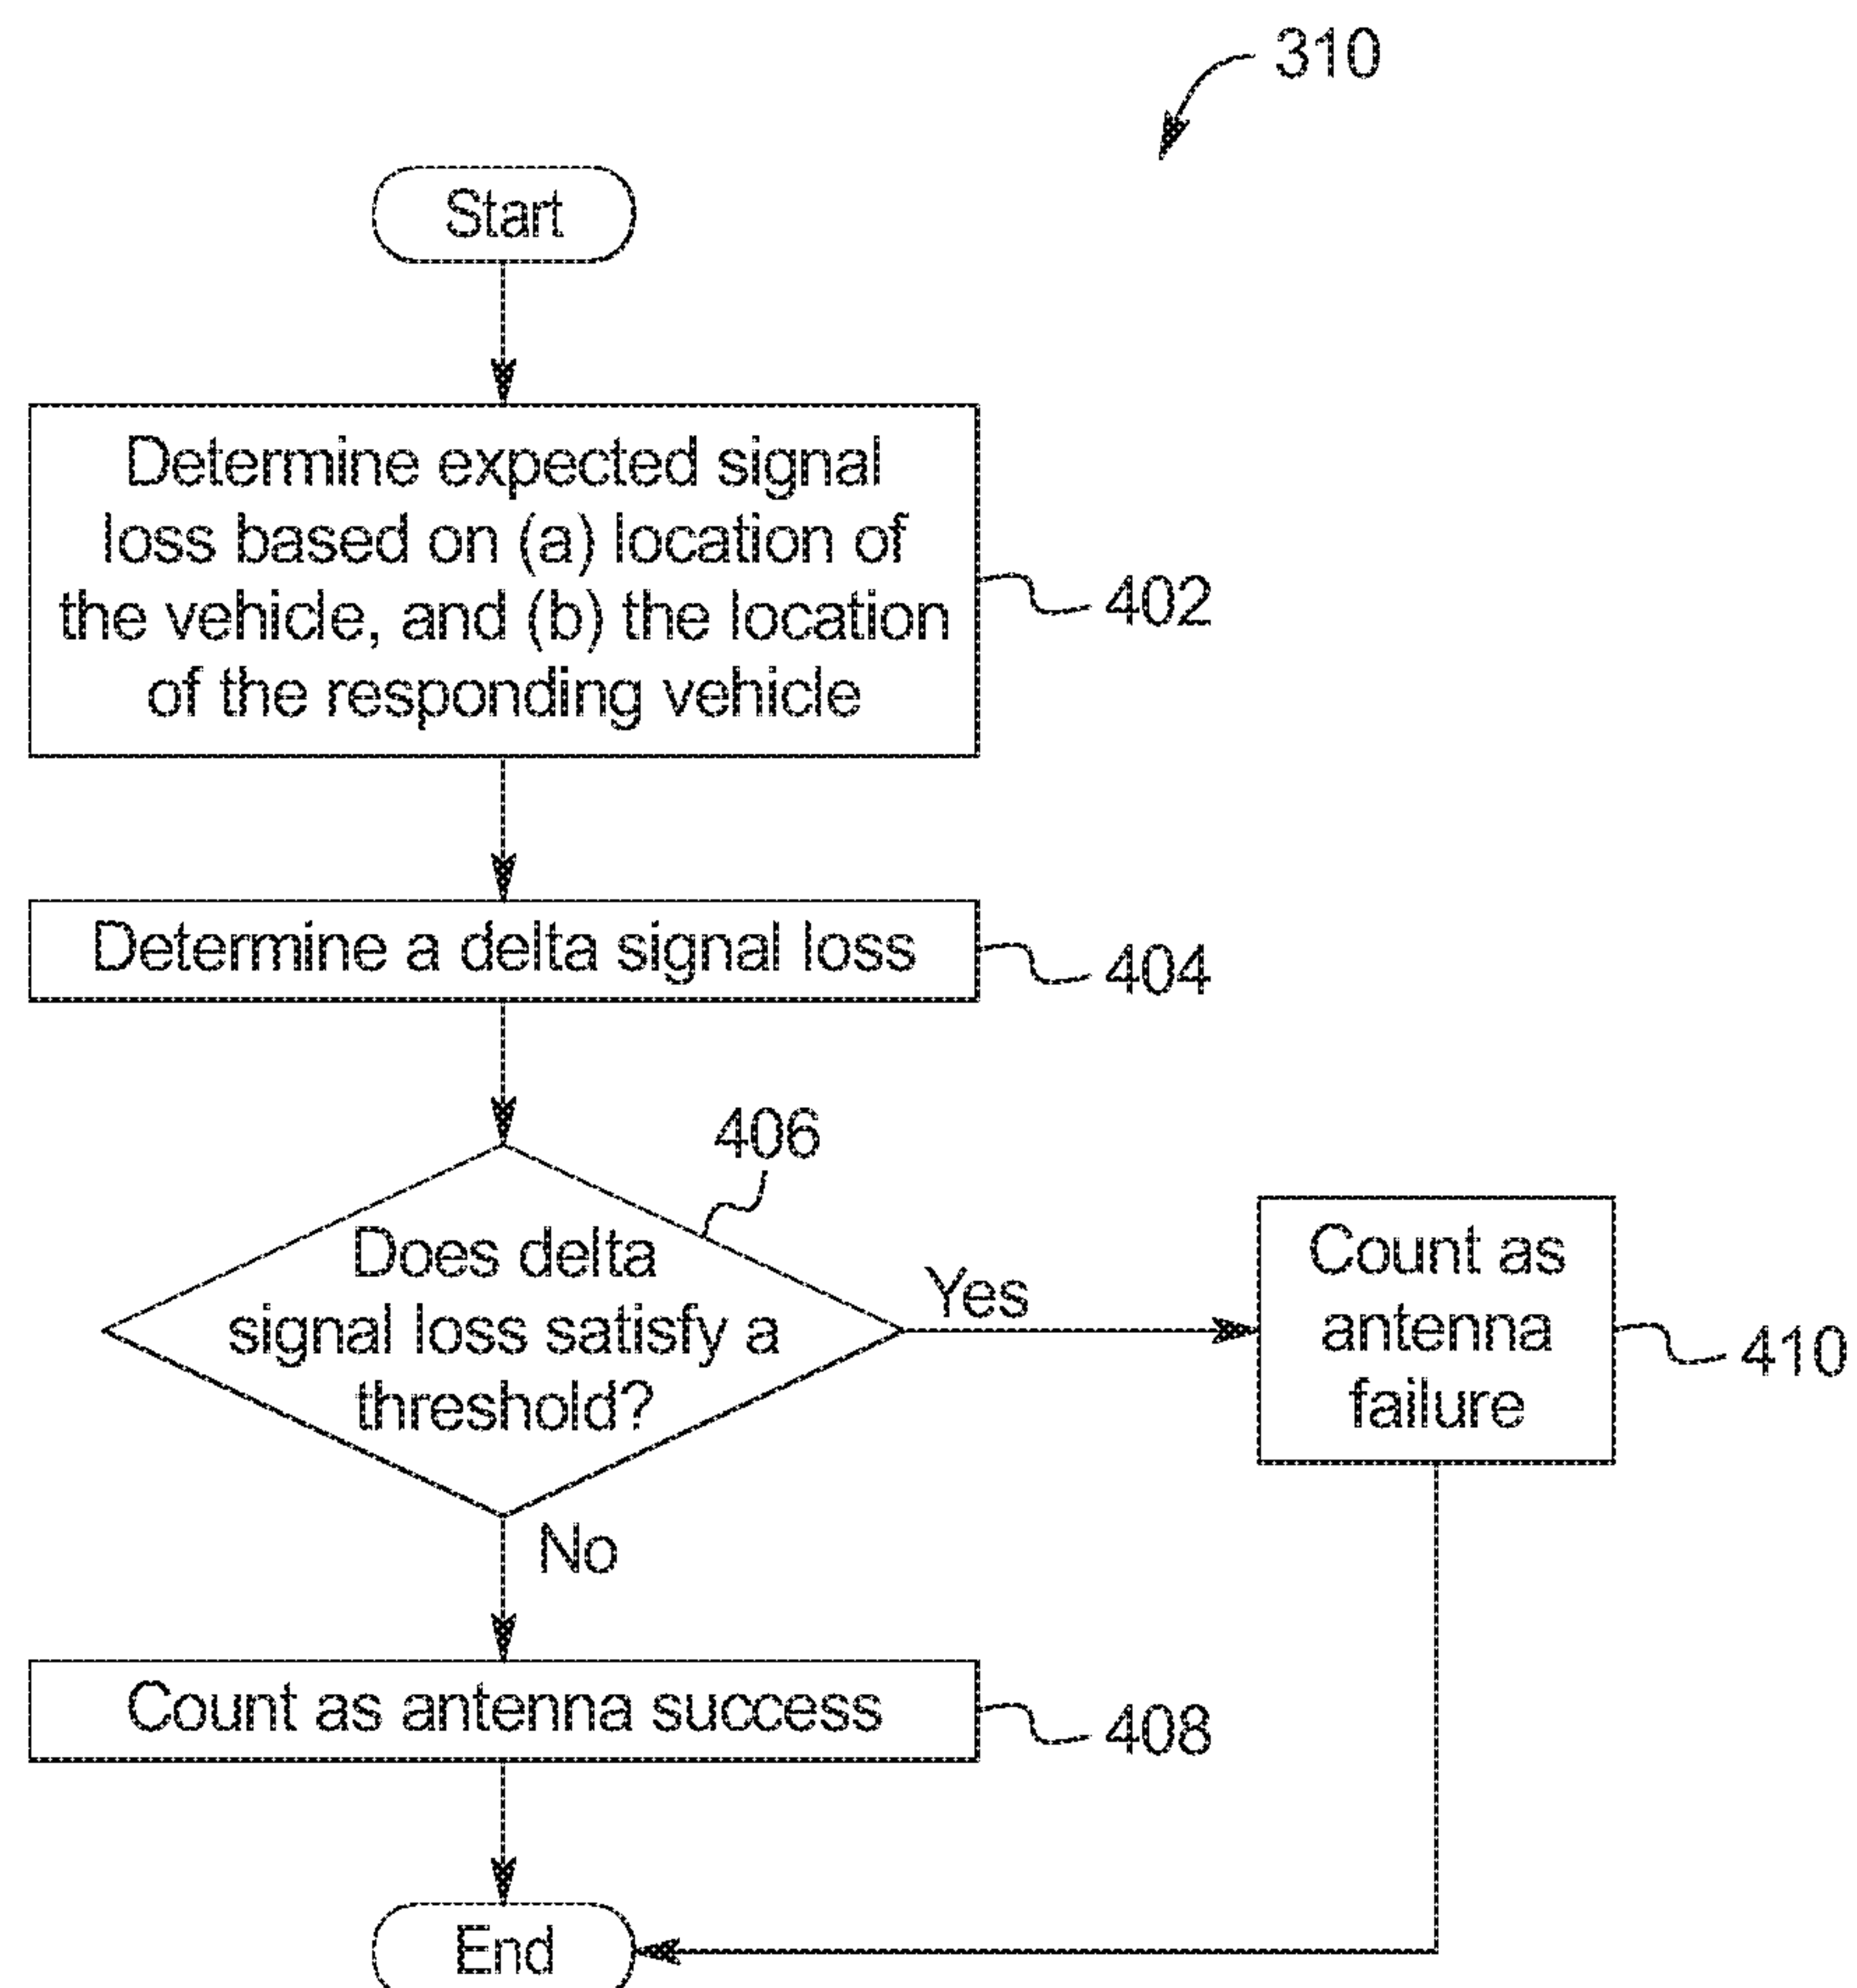 310
Start
Determine expected signal
loss based on (a) location of
the vehicle, and (b) the location
of the responding vehicle
402
Determine a delta signal loss
404
406
Does delta
signal loss satisfy a
threshold?
Yes
Count as
antenna
failure
410
No
Count as antenna success
408
End